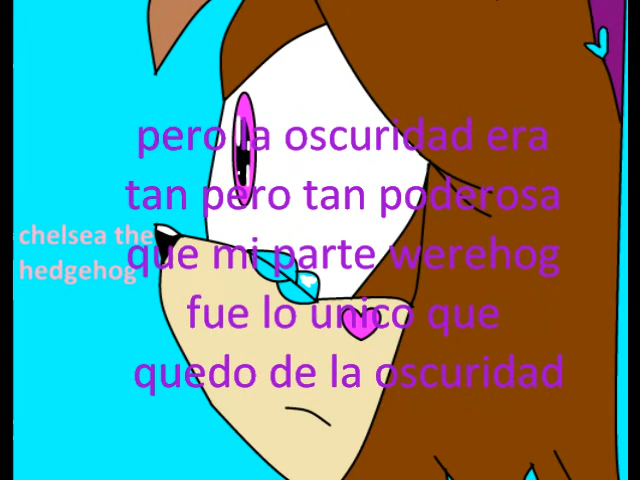 pero la oscuridad era
tan pero tan poderosa
chelsea the
hedgehog
que mi parte werehog
fue lo unico que
quedo de la oscuridad